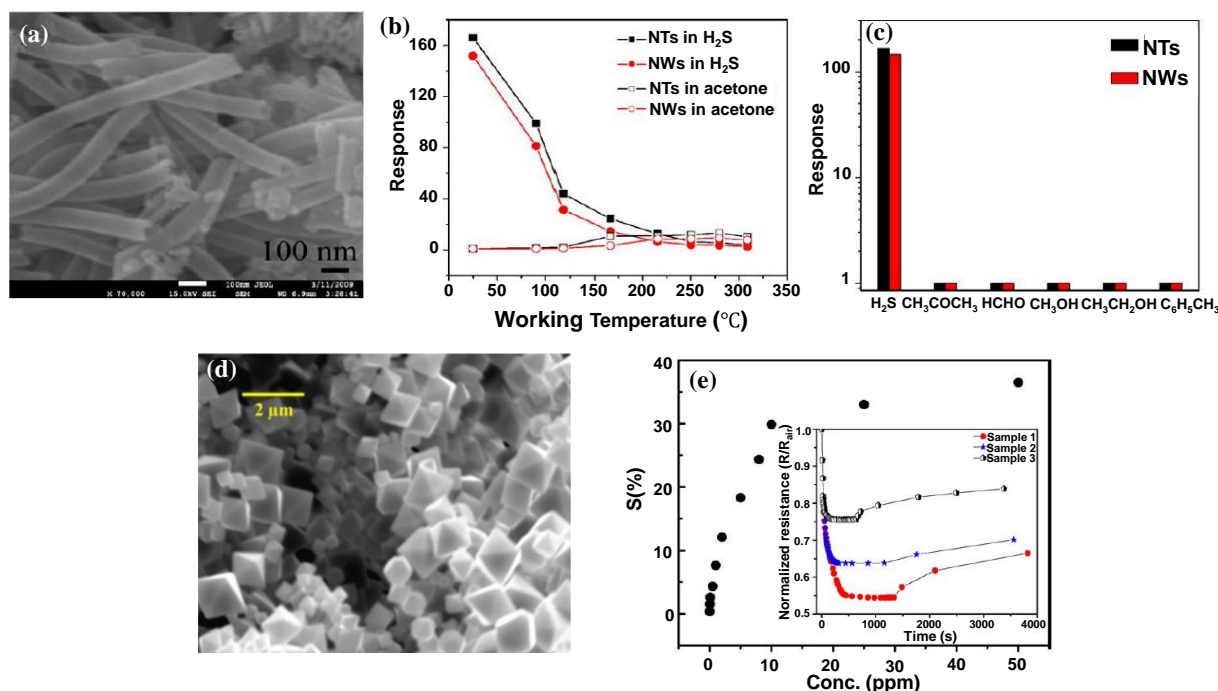 (a)
100 nm
100nm JEOL 3/11/2009
H 70,000 15.0kV SEI SEM WD 6.9mm 3:28:41
(b)
NTs in H₂S
NWs in H₂S
NTs in acetone
NWs in acetone
Response
160
120
80
40
0
0 50 100 150 200 250 300 350
Working Temperature (℃)
(c)
NTs
NWs
Response
100
10
1
H₂S CH₃COCH₃ HCHO CH₃OH CH₃CH₂OH C₆H₅CH₃
(d)
2 μm
(e)
S(%)
40
30
20
10
0
0 10 20 30 40 50
Conc. (ppm)
Normalized resistance (R/Rair)
1.0
0.9
0.8
0.7
0.6
0.5
Sample 1
Sample 2
Sample 3
0 1000 2000 3000 4000
Time (s)